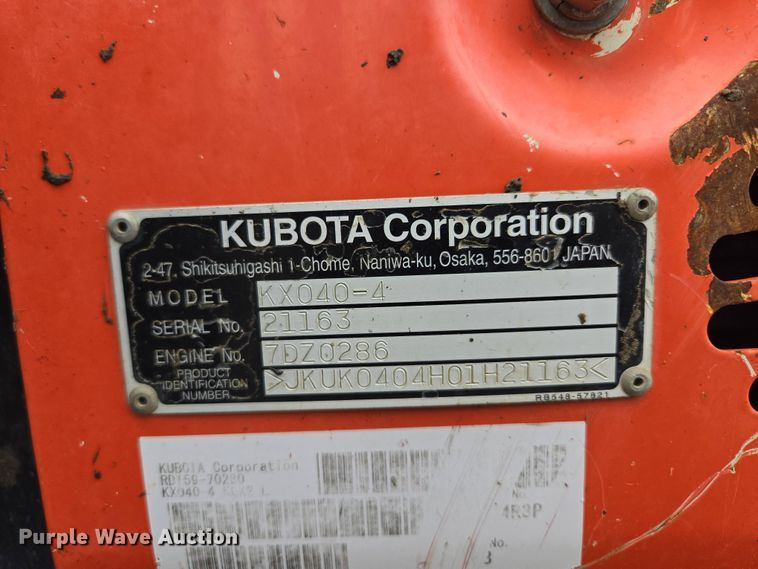 KUBOTA Corporation
2-47, Shikitsuhigashi 1-Chome, Naniwa-ku, Osaka, 556-8601 JAPAN
MODEL KX040-4
SERIAL No. 21163
ENGINE No. 7DZ0286
PRODUCT IDENTIFICATION NUMBER >JKUK0404H01H21163<
RB548-57821
KUBOTA Corporation
KX040-4
No.
4R3P
No.
3
Purple Wave Auction